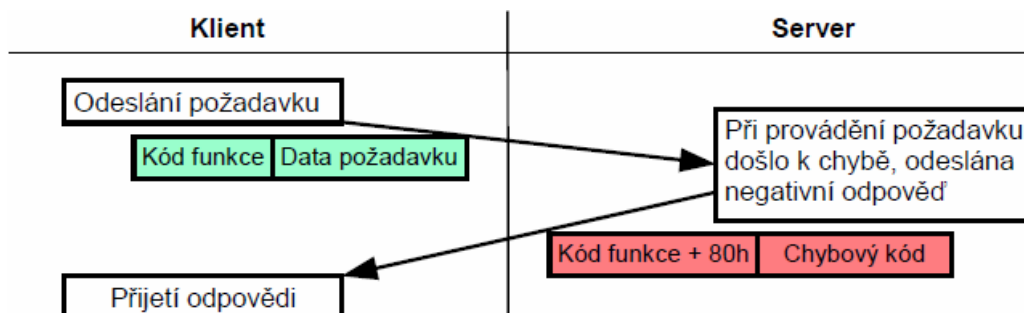 Klient
Server
Odeslání požadavku
Kód funkce
Data požadavku
Při provádění požadavku
došlo k chybě, odeslána
negativní odpověď
Kód funkce + 80h
Chybový kód
Přijetí odpovědi